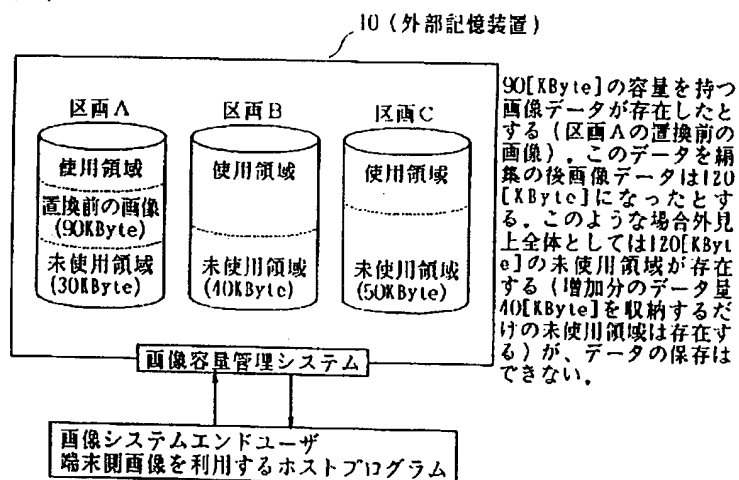 10(外部記憶装置)
区画A
区画B
区画C
使用領域
使用領域
使用領域
置換前の画像
(90KByte)
未使用領域
(30KByte)
未使用領域
(40KByte)
未使用領域
(50KByte)
画像容量管理システム
画像システムエンドユーザ
端末側画像を利用するホストプログラム
90[KByte]の容量を持つ
画像データが存在したと
する(区画Aの置換前の
画像)。このデータを編
集の後画像データは120
[KByte]になったとす
る。このような場合外見
上全体としては120[KByt
e]の未使用領域が存在
する(増加分のデータ量
40[KByte]を収納するだ
けの未使用領域は存在す
る)が、データの保存は
できない。